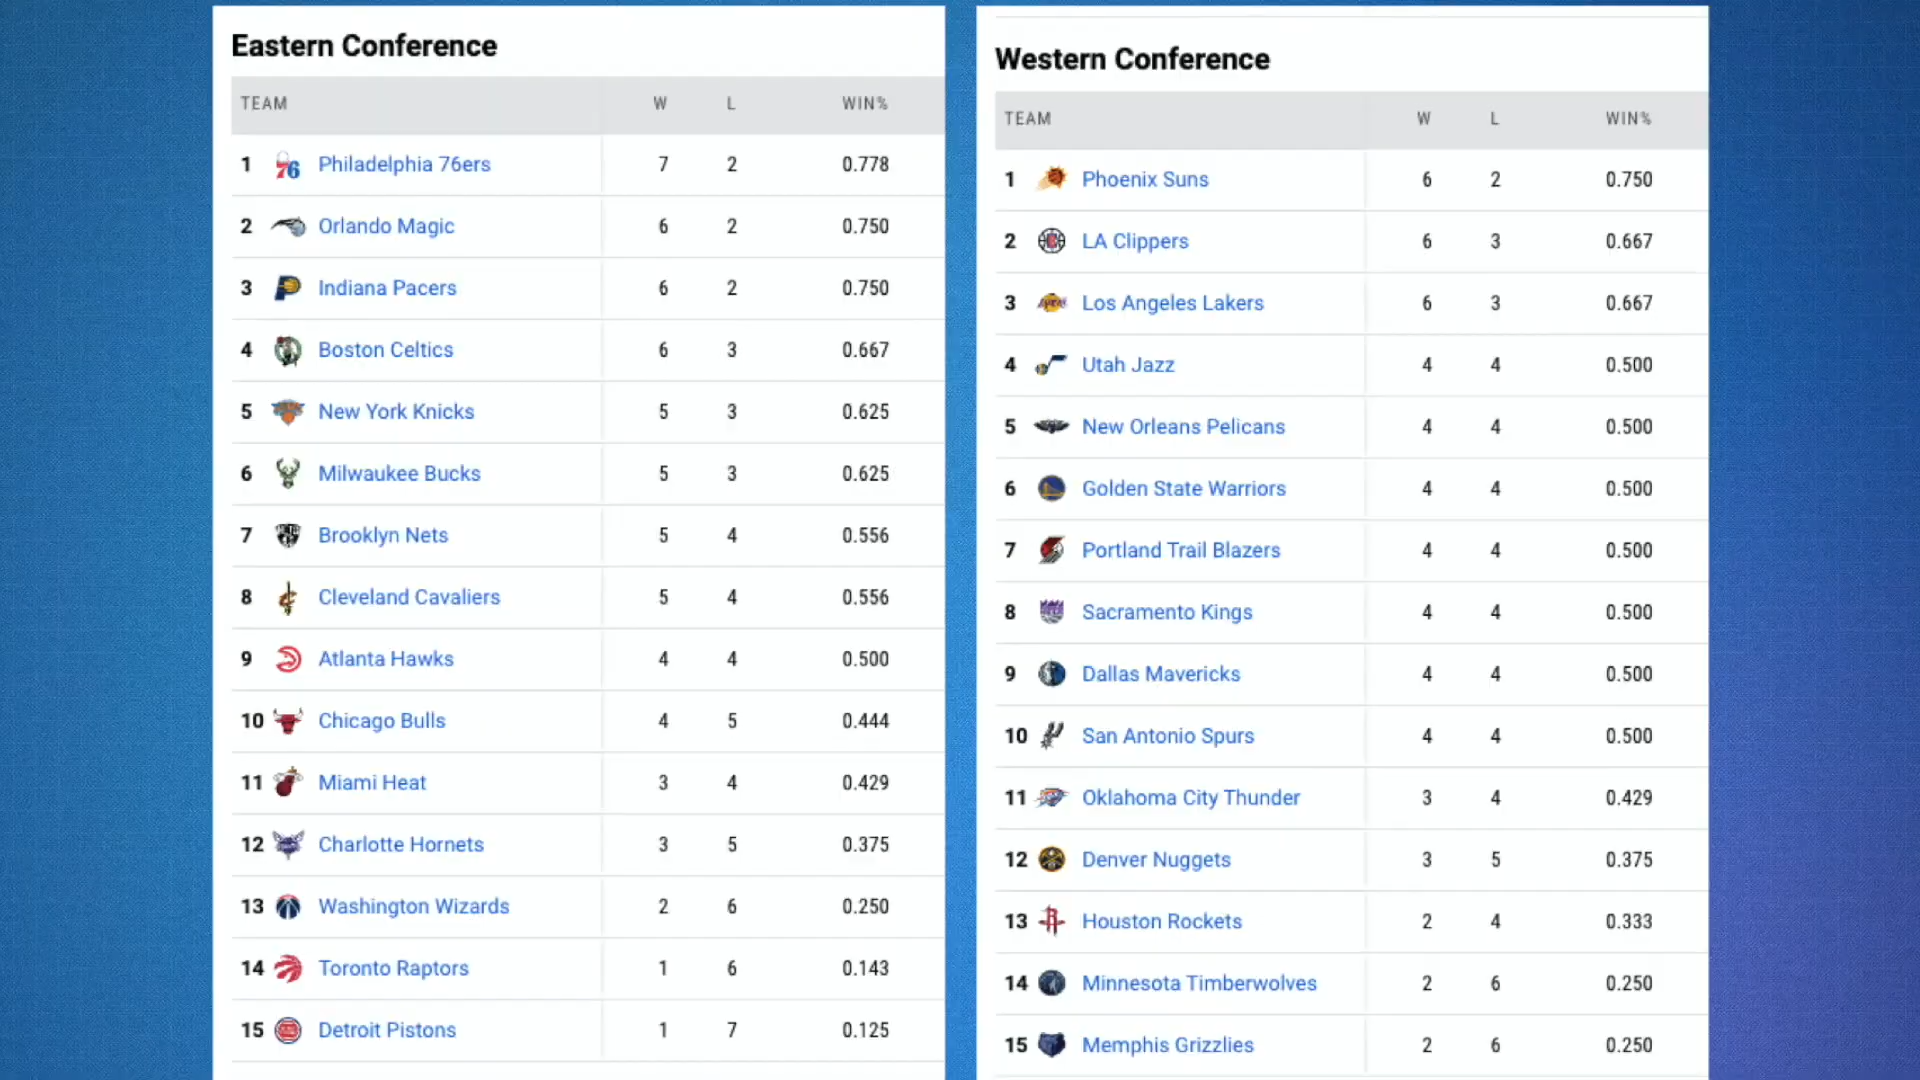 Eastern Conference
TEAM W L WIN%
1 Philadelphia 76ers 7 2 0.778
2 Orlando Magic 6 2 0.750
3 Indiana Pacers 6 2 0.750
4 Boston Celtics 6 3 0.667
5 New York Knicks 5 3 0.625
6 Milwaukee Bucks 5 3 0.625
7 Brooklyn Nets 5 4 0.556
8 Cleveland Cavaliers 5 4 0.556
9 Atlanta Hawks 4 4 0.500
10 Chicago Bulls 4 5 0.444
11 Miami Heat 3 4 0.429
12 Charlotte Hornets 3 5 0.375
13 Washington Wizards 2 6 0.250
14 Toronto Raptors 1 6 0.143
15 Detroit Pistons 1 7 0.125
Western Conference
TEAM W L WIN%
1 Phoenix Suns 6 2 0.750
2 LA Clippers 6 3 0.667
3 Los Angeles Lakers 6 3 0.667
4 Utah Jazz 4 4 0.500
5 New Orleans Pelicans 4 4 0.500
6 Golden State Warriors 4 4 0.500
7 Portland Trail Blazers 4 4 0.500
8 Sacramento Kings 4 4 0.500
9 Dallas Mavericks 4 4 0.500
10 San Antonio Spurs 4 4 0.500
11 Oklahoma City Thunder 3 4 0.429
12 Denver Nuggets 3 5 0.375
13 Houston Rockets 2 4 0.333
14 Minnesota Timberwolves 2 6 0.250
15 Memphis Grizzlies 2 6 0.250